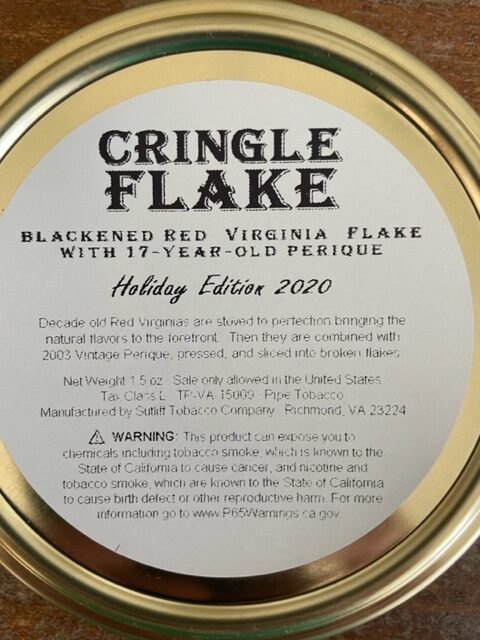 CRINGLE
FLAKE
BLACKENED RED VIRGINIA FLAKE
WITH 17-YEAR-OLD PERIQUE
Holiday Edition 2020
Decade old Red Virginias are stoved to perfection bringing the
natural flavors to the forefront. Then they are combined with
2003 Vintage Perique, pressed, and sliced into broken flakes.
Net Weight 1.5 oz · Sale only allowed in the United States
Tax Class L · TP-VA-15009 · Pipe Tobacco
Manufactured by Sutliff Tobacco Company · Richmond, VA 23224
⚠ WARNING: This product can expose you to
chemicals including tobacco smoke, which is known to the
State of California to cause cancer, and nicotine and
tobacco smoke, which are known to the State of California
to cause birth defect or other reproductive harm. For more
information go to www.P65Warnings.ca.gov.